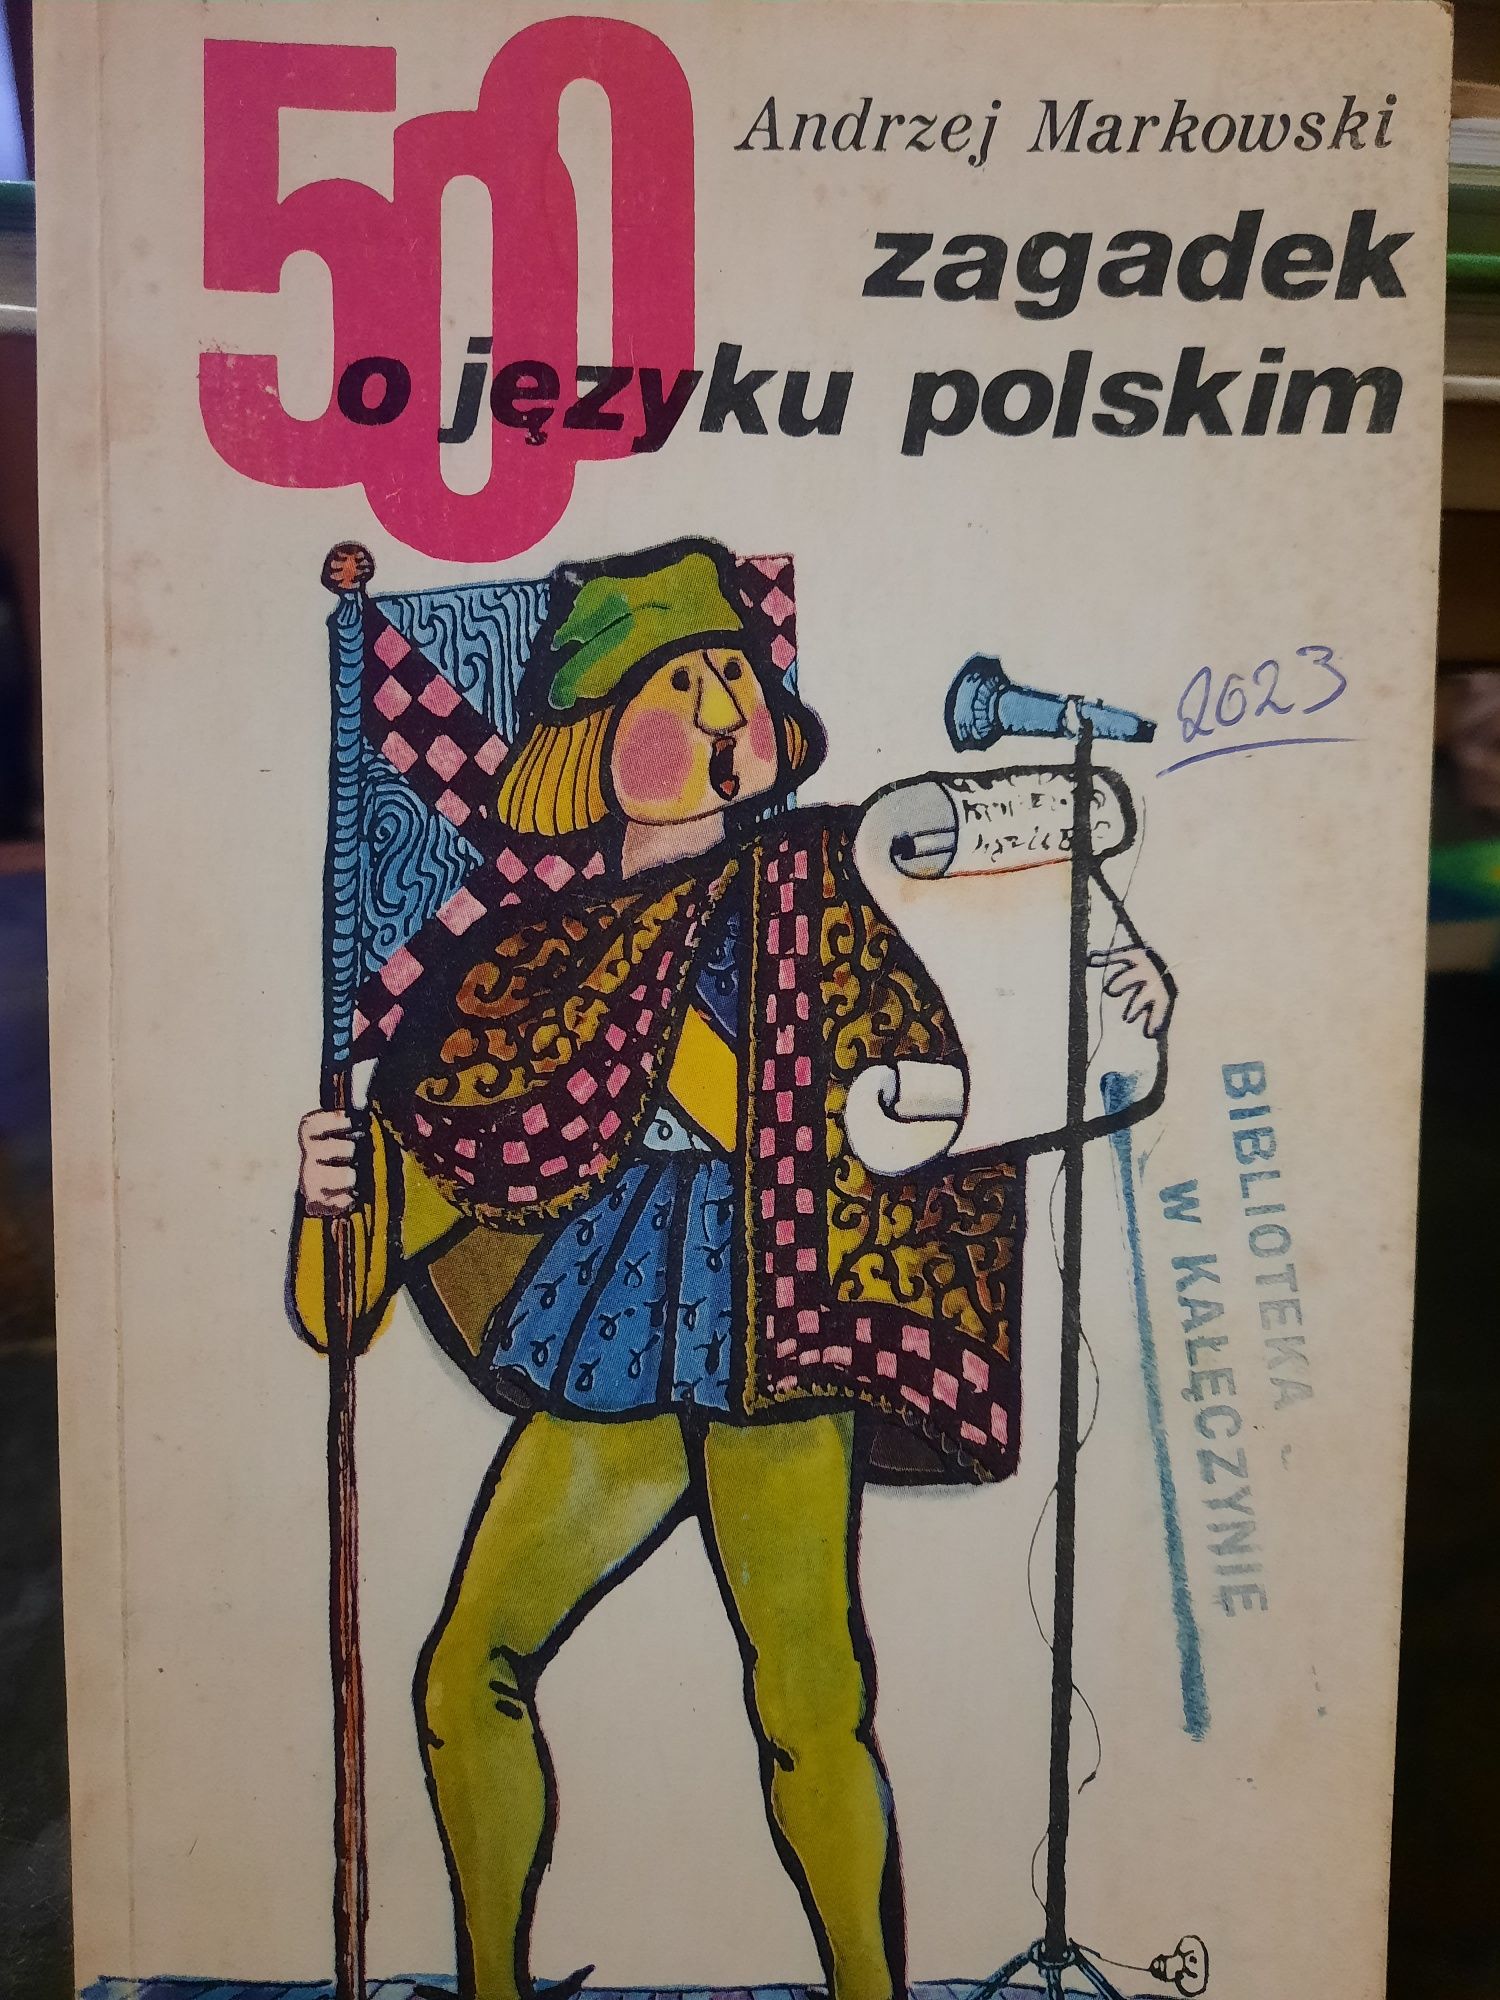 500
Andrzej Markowski
zagadek
o języku polskim
2023
BIBLIOTEKA
W KAŁĘCZYNIE